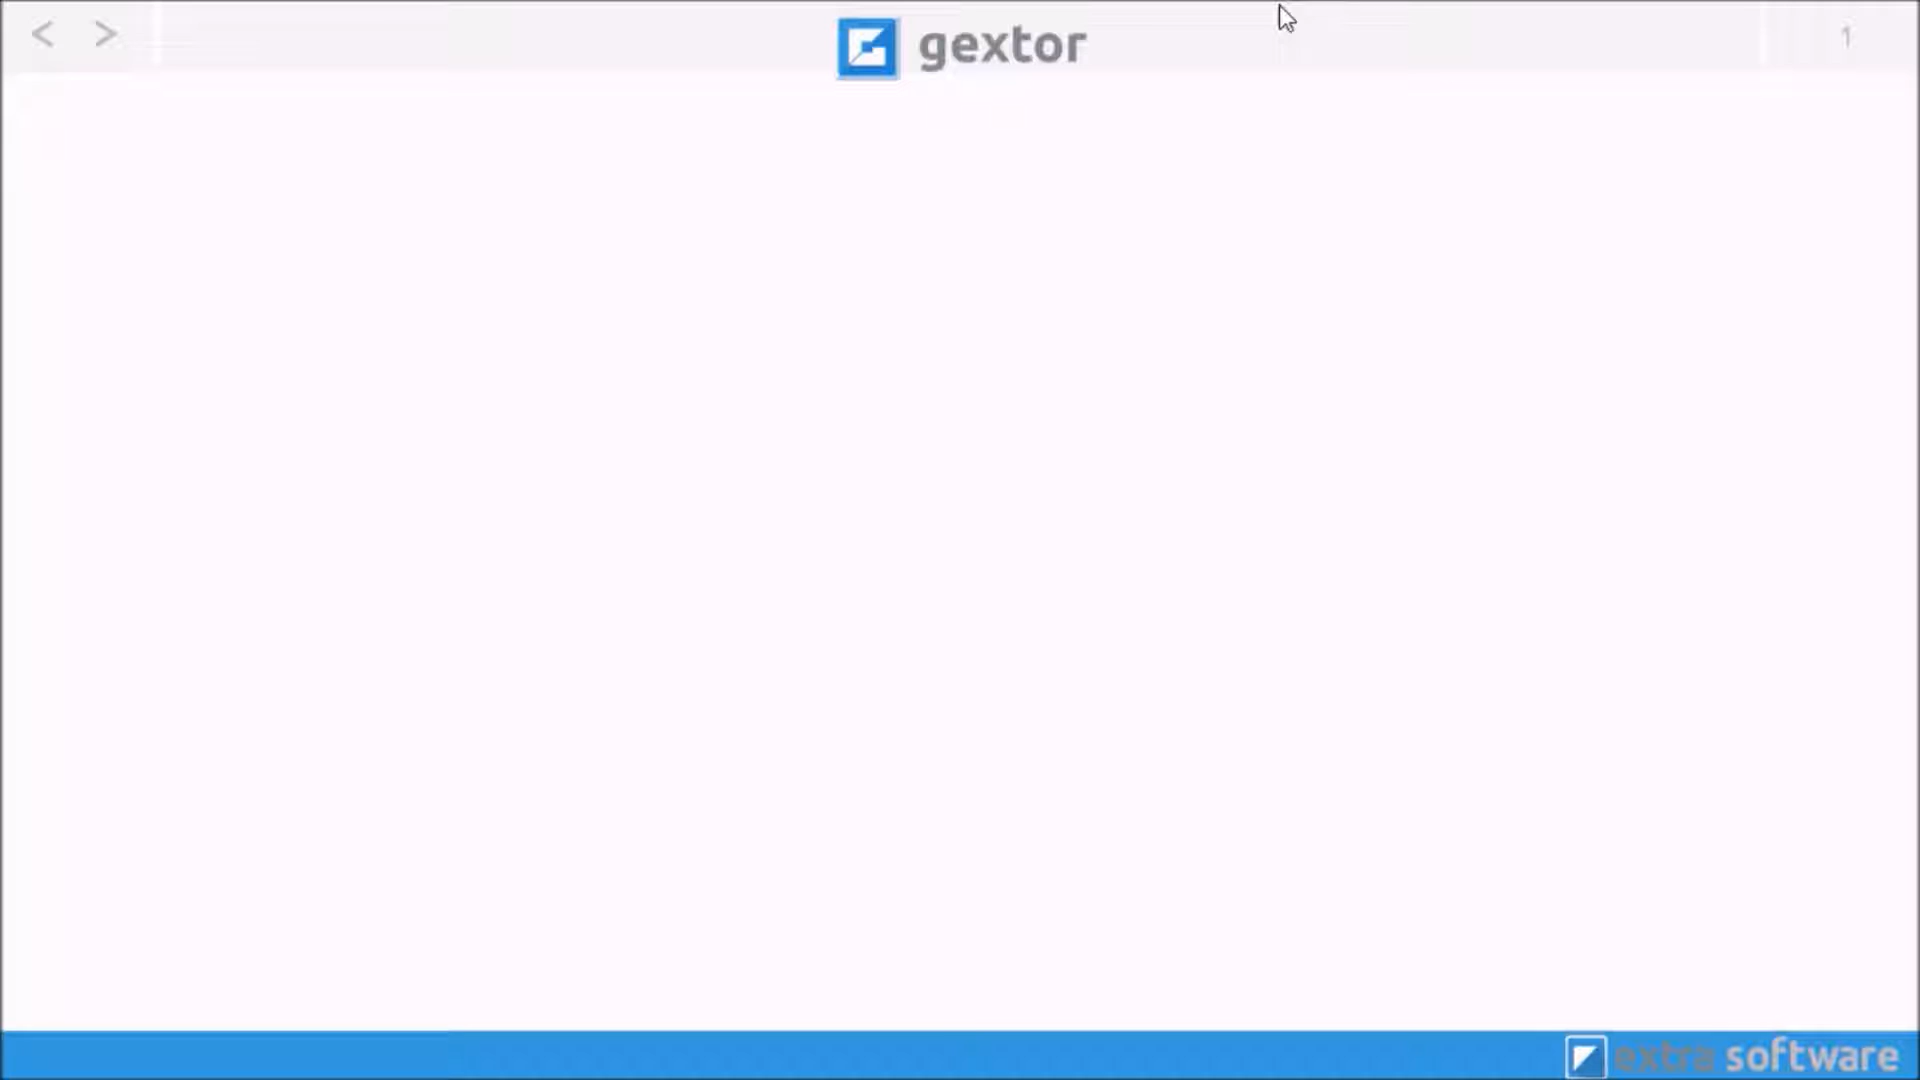 < >
gextor
1
extra software